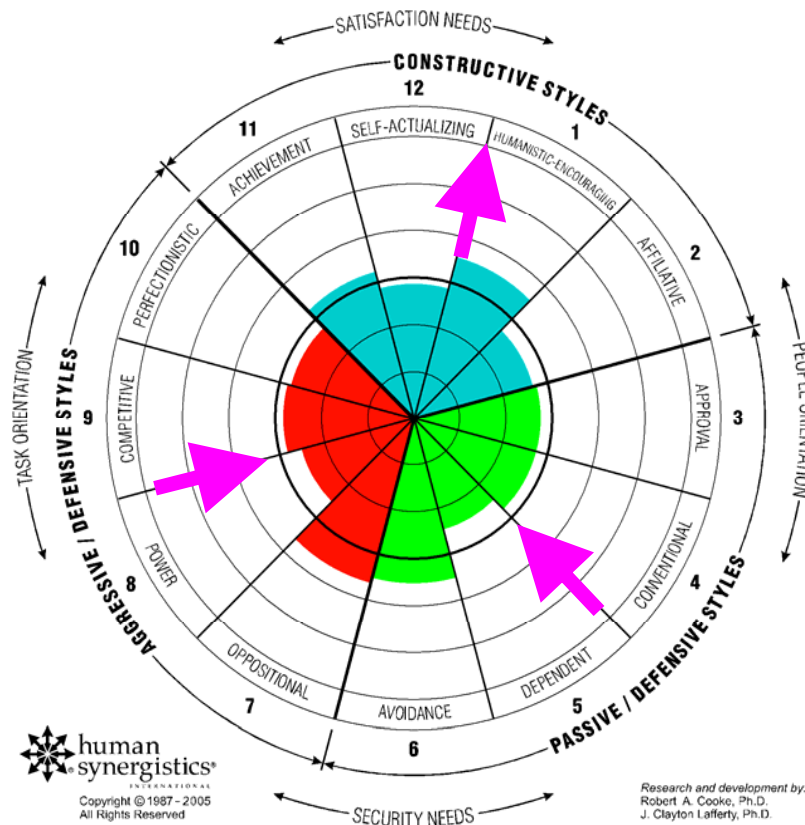 SATISFACTION NEEDS
CONSTRUCTIVE STYLES
12
11
1
SELF-ACTUALIZING
ACHIEVEMENT
HUMANISTIC-ENCOURAGING
10
2
PERFECTIONISTIC
AFFILIATIVE
TASK ORIENTATION
PEOPLE ORIENTATION
9
COMPETITIVE
APPROVAL
3
AGGRESSIVE / DEFENSIVE STYLES
8
POWER
CONVENTIONAL
4
OPPOSITIONAL
DEPENDENT
7
AVOIDANCE
5
6
PASSIVE / DEFENSIVE STYLES
human
synergistics®
INTERNATIONAL
Copyright © 1987 - 2005
All Rights Reserved
SECURITY NEEDS
Research and development by:
Robert A. Cooke, Ph.D.
J. Clayton Lafferty, Ph.D.